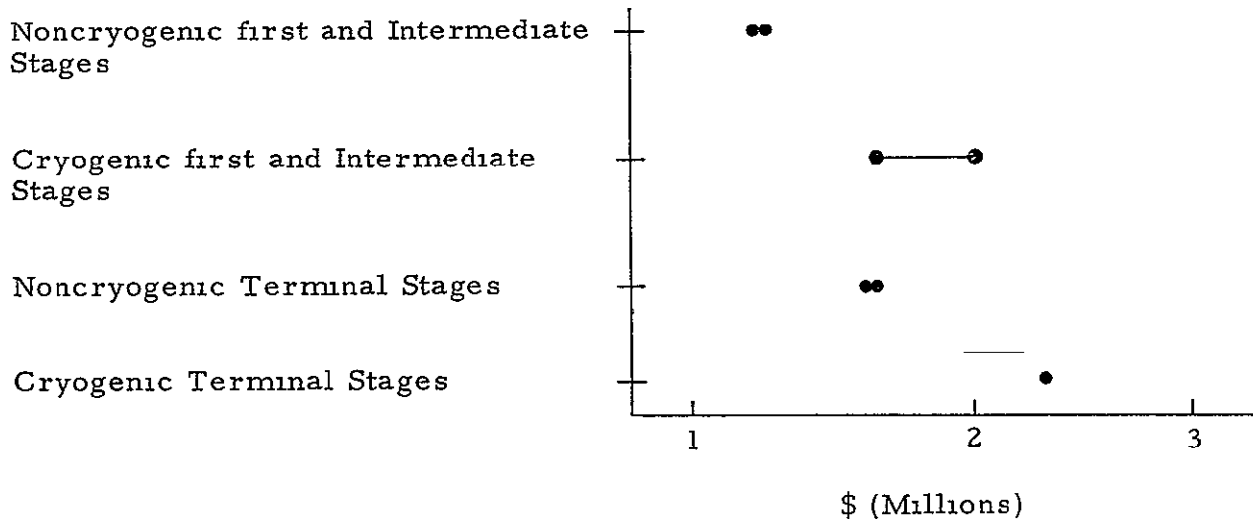 Noncryogenic first and Intermediate
Stages
Cryogenic first and Intermediate
Stages
Noncryogenic Terminal Stages
Cryogenic Terminal Stages
1 2 3
$ (Millions)